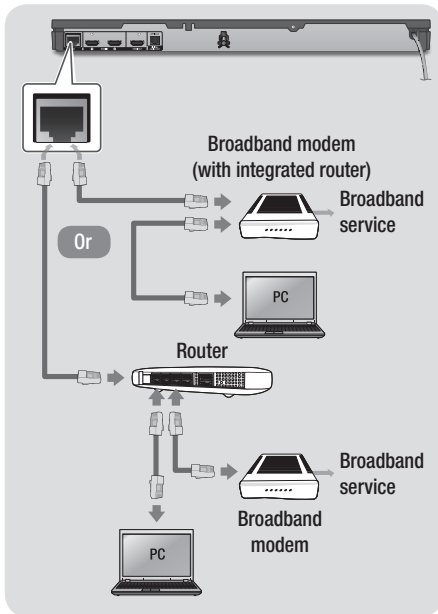 Broadband modem
(with integrated router)
Broadband
service
Or
PC
Router
Broadband
service
Broadband
modem
PC